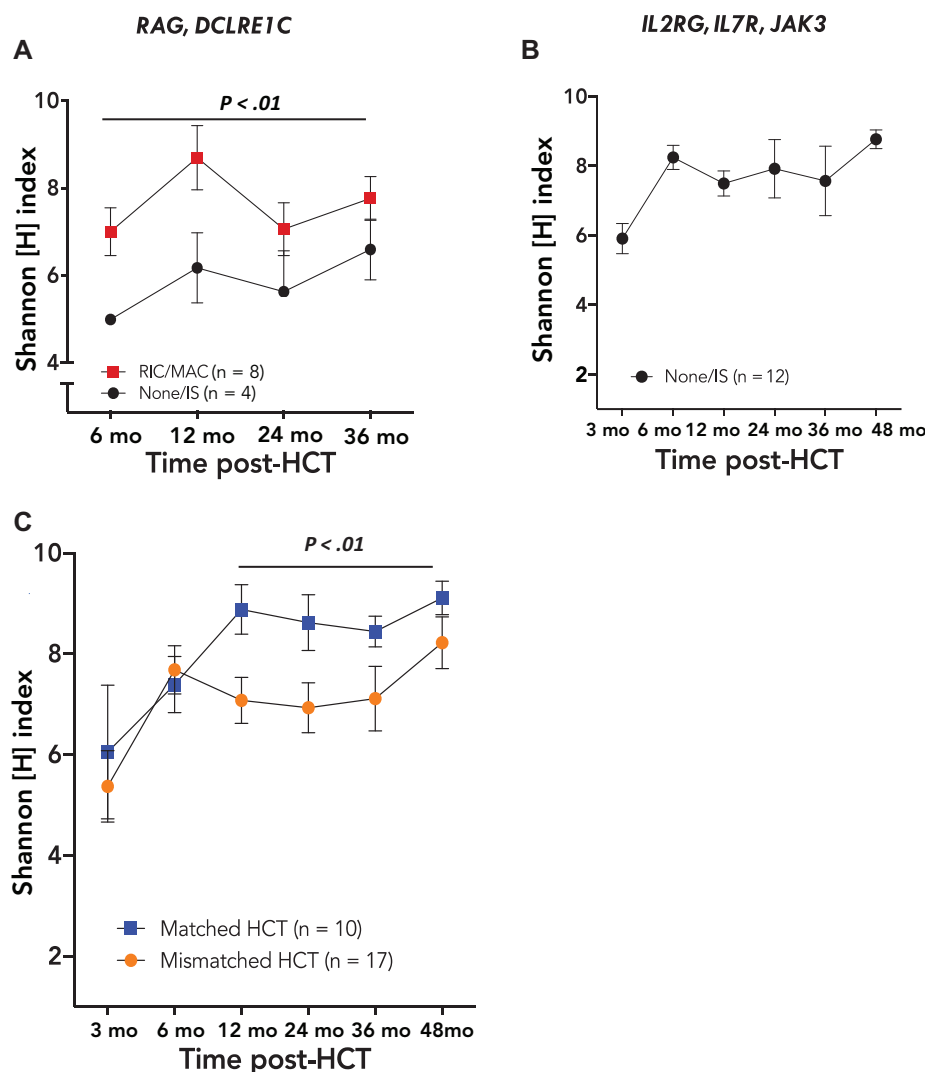 RAG, DCLRE1C
A
P < .01
10
8
6
4
Shannon [H] index
RIC/MAC (n = 8)
None/IS (n = 4)
6 mo 12 mo 24 mo 36 mo
Time post-HCT
IL2RG, IL7R, JAK3
B
10
8
6
4
2
Shannon [H] index
None/IS (n = 12)
3 mo 6 mo 12 mo 24 mo 36 mo 48 mo
Time post-HCT
C
P < .01
10
8
6
4
2
Shannon [H] index
Matched HCT (n = 10)
Mismatched HCT (n = 17)
3 mo 6 mo 12 mo 24 mo 36 mo 48mo
Time post-HCT